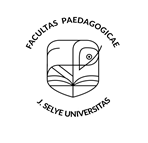 FACULTAS PAEDAGOGICAE
J. SELYE UNIVERSITAS